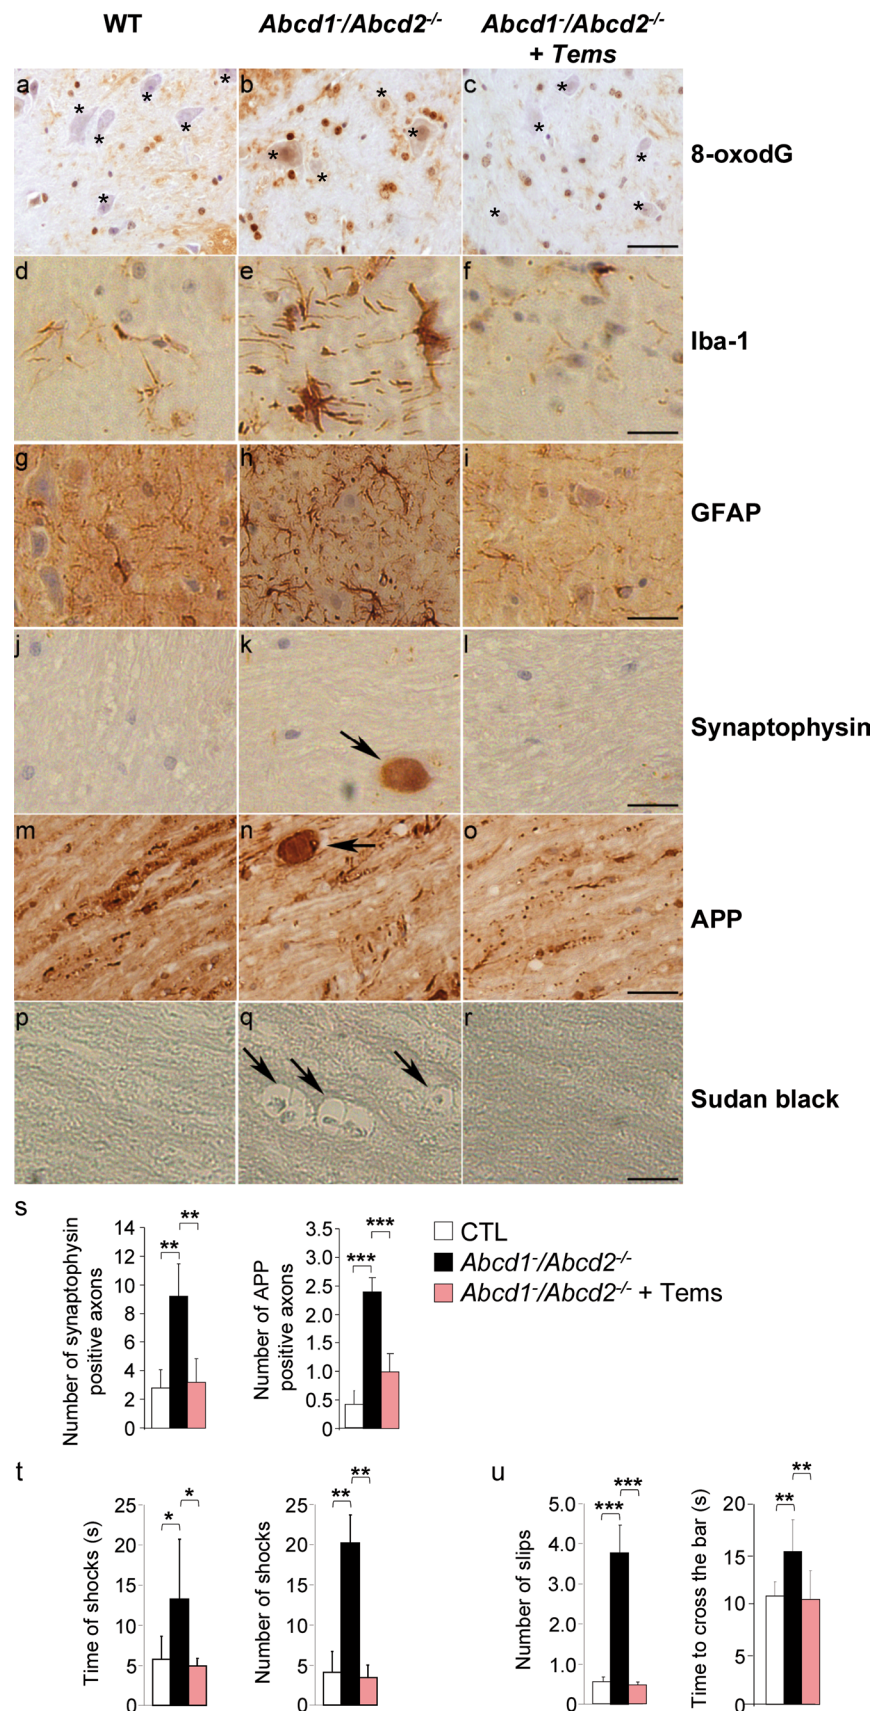 WT
Abcd1⁻/Abcd2⁻/⁻
Abcd1⁻/Abcd2⁻/⁻
+ Tems
a
*
*
*
*
*
*
b
*
*
*
*
c
*
*
*
*
*
8-oxodG
d
e
f
Iba-1
g
h
i
GFAP
j
k
l
Synaptophysin
m
n
o
APP
p
q
r
Sudan black
s
Number of synaptophysin
positive axons
14
12
10
8
6
4
2
0
**
**
Number of APP
positive axons
3.5
3.0
2.5
2.0
1.5
1.0
0.5
0
***
***
CTL
Abcd1⁻/Abcd2⁻/⁻
Abcd1⁻/Abcd2⁻/⁻ + Tems
t
Time of shocks (s)
25
20
15
10
5
0
*
*
Number of shocks
25
20
15
10
5
0
**
**
u
Number of slips
5.0
4.0
3.0
2.0
1.0
0
***
***
Time to cross the bar (s)
20
15
10
5
0
**
**